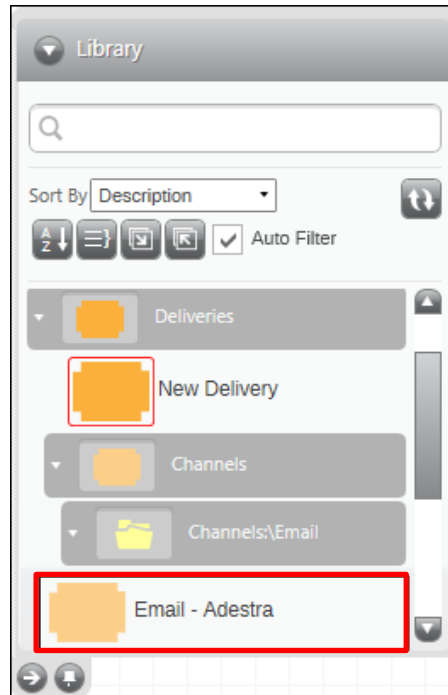 Library
Sort By Description
A
Z
Auto Filter
Deliveries
New Delivery
Channels
Channels:\Email
Email - Adestra